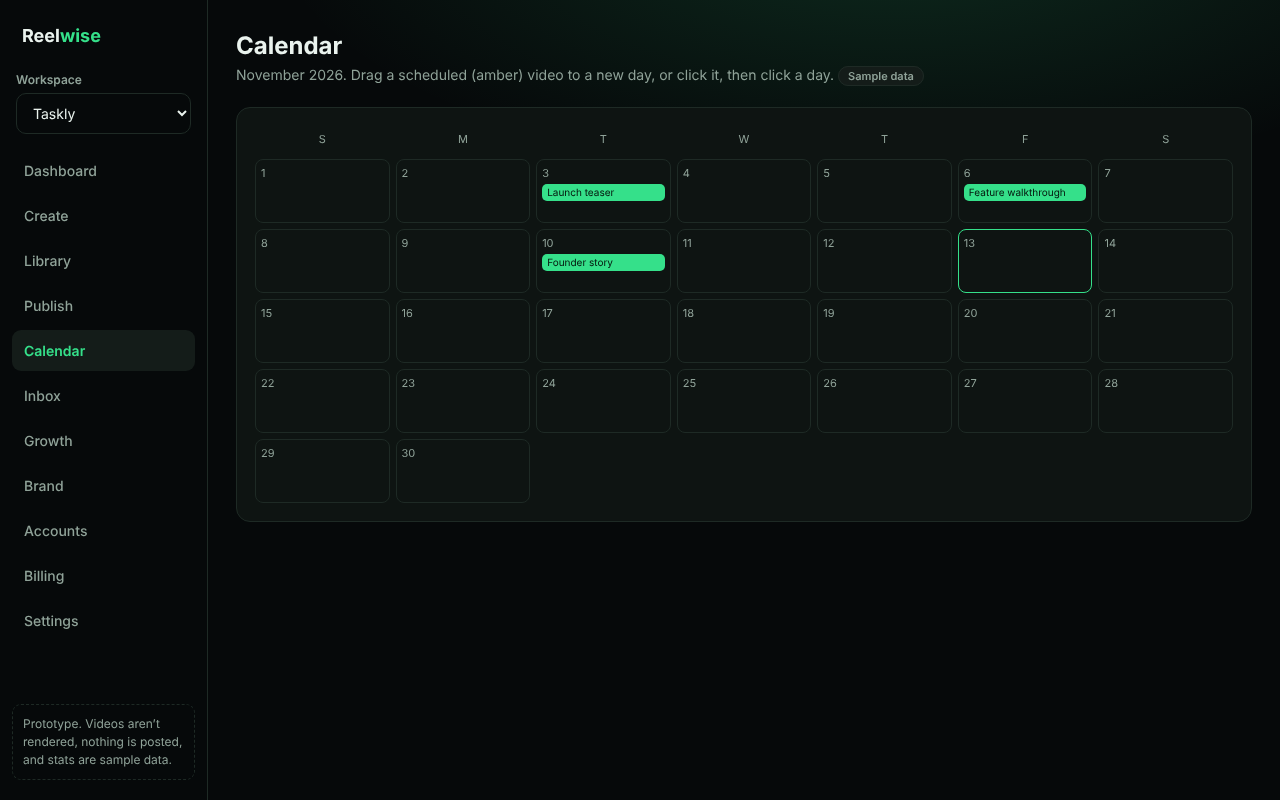 Reelwise
Workspace
Taskly
Dashboard
Create
Library
Publish
Calendar
Inbox
Growth
Brand
Accounts
Billing
Settings
Prototype. Videos aren’t
rendered, nothing is posted,
and stats are sample data.
Calendar
November 2026. Drag a scheduled (amber) video to a new day, or click it, then click a day. Sample data
S M T W T F S
1 2 3 4 5 6 7
Launch teaser Feature walkthrough
8 9 10 11 12 13 14
Founder story
15 16 17 18 19 20 21
22 23 24 25 26 27 28
29 30